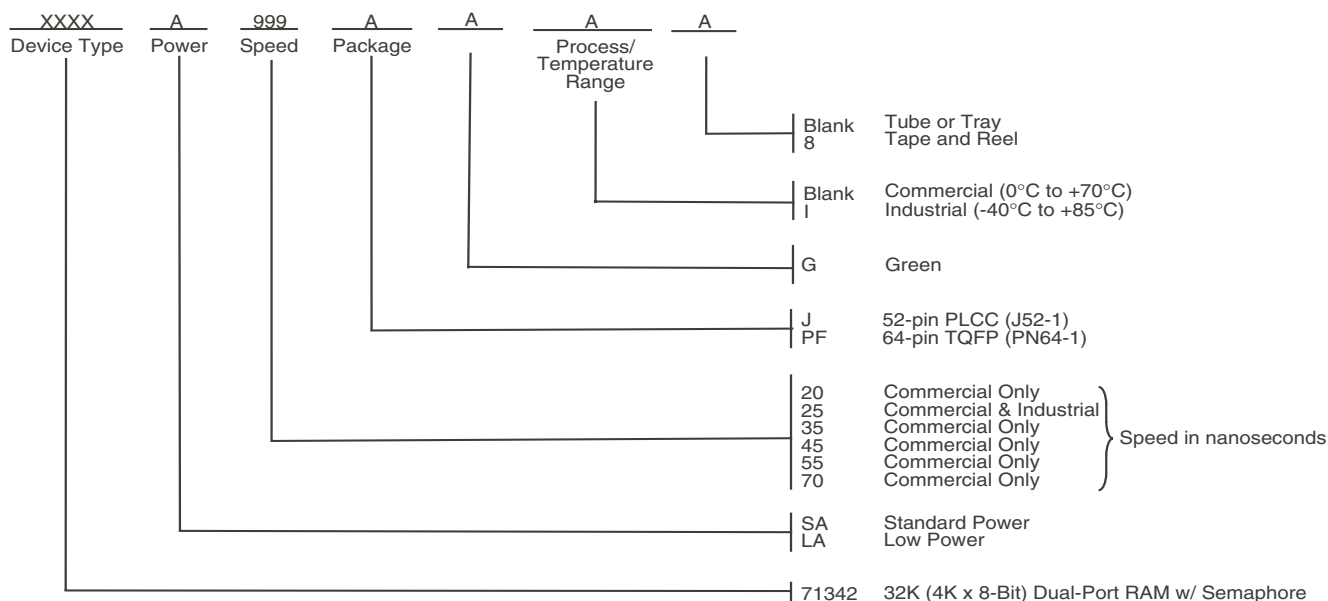 XXXX A 999 A A A A
Device Type Power Speed Package Process/
Temperature
Range
Blank Tube or Tray
8 Tape and Reel
Blank Commercial (0°C to +70°C)
I Industrial (-40°C to +85°C)
G Green
J 52-pin PLCC (J52-1)
PF 64-pin TQFP (PN64-1)
20 Commercial Only
25 Commercial & Industrial
35 Commercial Only
45 Commercial Only Speed in nanoseconds
55 Commercial Only
70 Commercial Only
SA Standard Power
LA Low Power
71342 32K (4K x 8-Bit) Dual-Port RAM w/ Semaphore